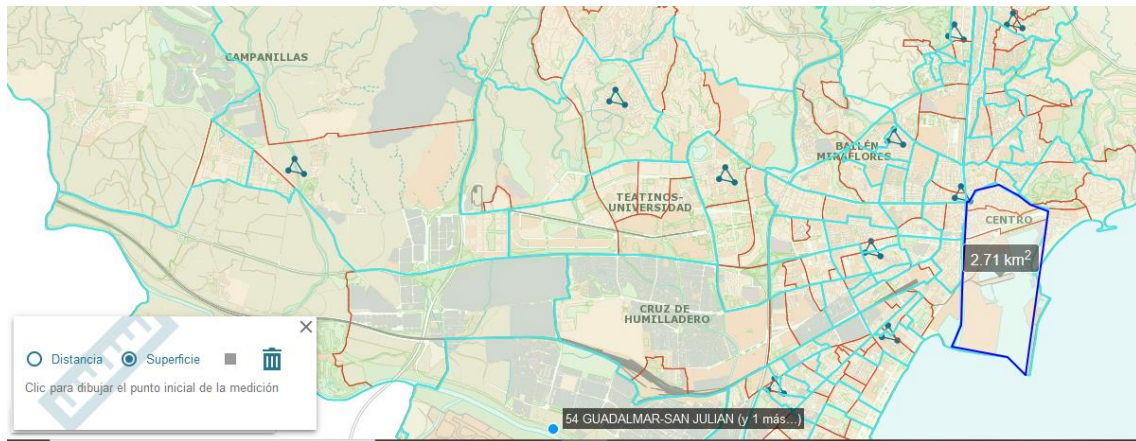 CAMPANILLAS
BAILÉN
MIRAFLORES
TEATINOS-
UNIVERSIDAD
CENTRO
2.71 km²
CRUZ DE
HUMILLADERO
Distancia
Superficie
Clic para dibujar el punto inicial de la medición
54 GUADALMAR-SAN JULIAN (y 1 más...)